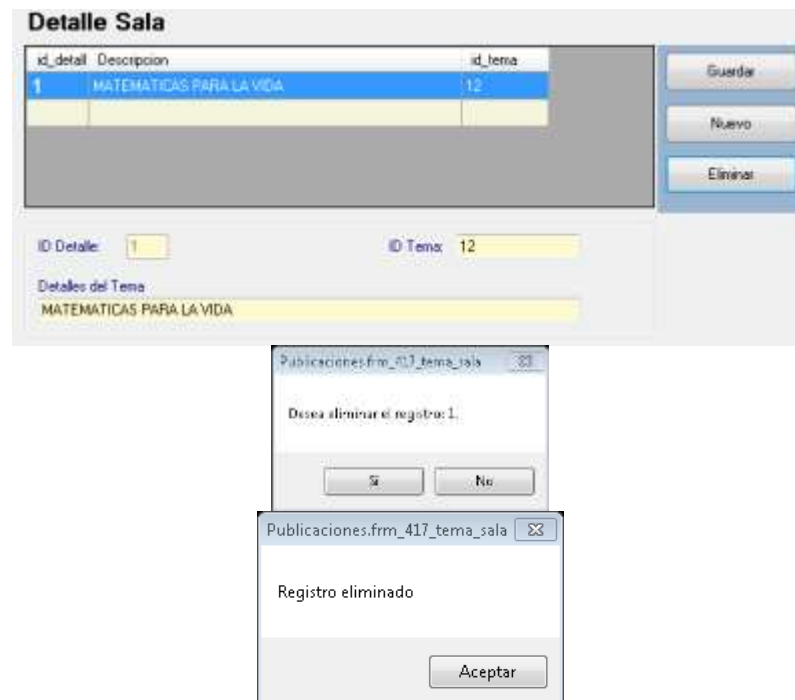 Detalle Sala
id_detall Descripcion id_tema
1 MATEMATICAS PARA LA VIDA 12
Guardar
Nuevo
Eliminar
ID Detalle: 1 ID Tema: 12
Detalles del Tema
MATEMATICAS PARA LA VIDA
Publicaciones.frm_417_tema_sala
Desea eliminar el registro: 1.
Si No
Publicaciones.frm_417_tema_sala
Registro eliminado
Aceptar